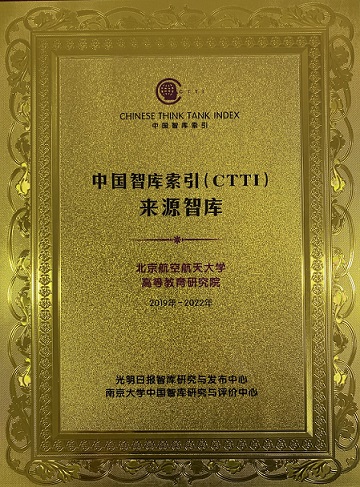 CTTI
CHINESE THINK TANK INDEX
中国智库索引
中国智库索引(CTTI)
来源智库
北京航空航天大学
高等教育研究院
2019年-2022年
光明日报智库研究与发布中心
南京大学中国智库研究与评价中心